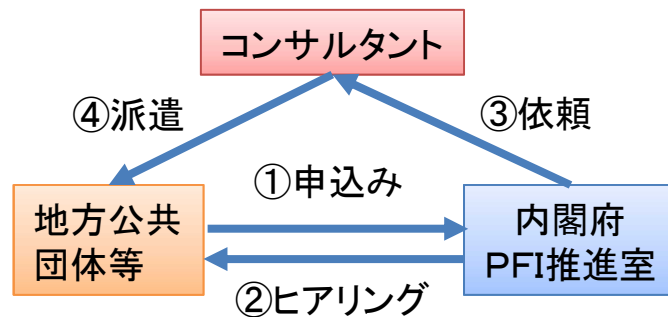 コンサルタント
④派遣
③依頼
①申込み
地方公共
団体等
内閣府
PFI推進室
②ヒアリング